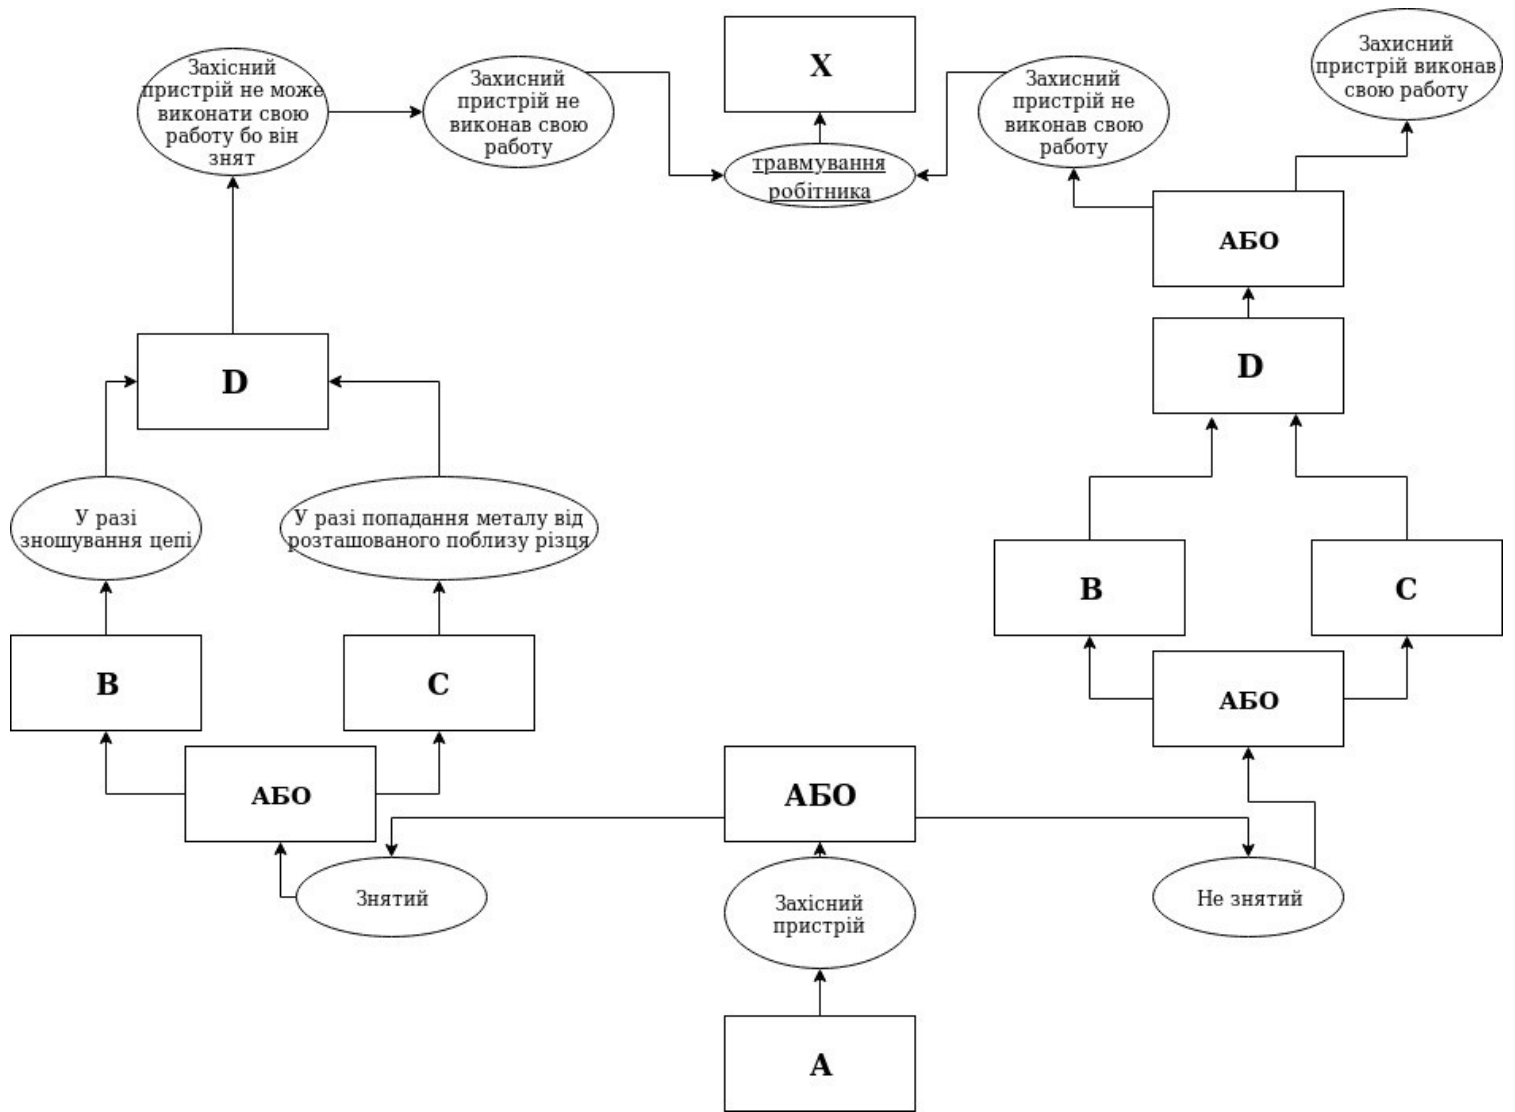 Захісний
пристрій не може
виконати свою
работу бо він
знят
Захисний
пристрій не
виконав свою
работу
X
травмування
робітника
Захисний
пристрій не
виконав свою
работу
Захисний
пристрій виконав
свою работу
АБО
D
D
У разі
зношування цепі
У разі попадання металу від
розташованого поблизу різця
B
C
B
C
АБО
АБО
АБО
Знятий
Захісний
пристрій
Не знятий
A